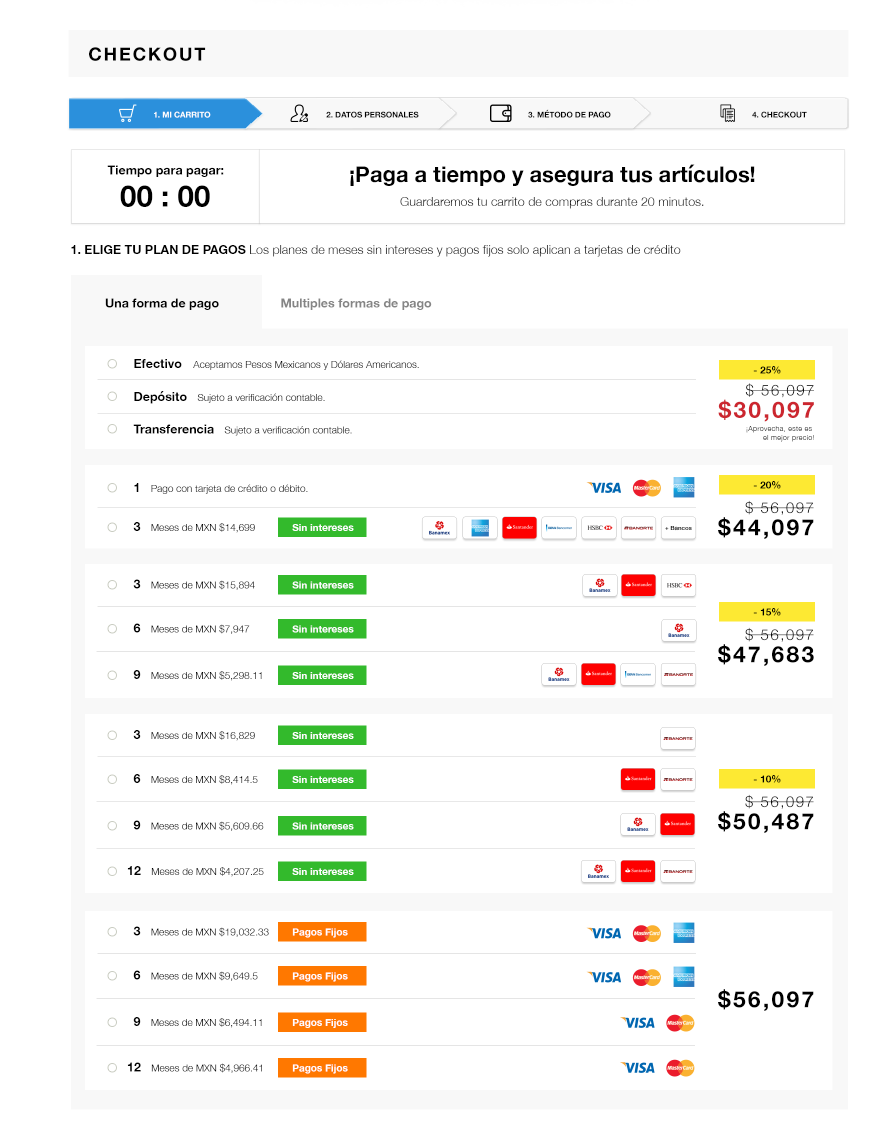 CHECKOUT
1. MI CARRITO
2. DATOS PERSONALES
3. MÉTODO DE PAGO
4. CHECKOUT
Tiempo para pagar:
00 : 00
¡Paga a tiempo y asegura tus artículos!
Guardaremos tu carrito de compras durante 20 minutos.
1. ELIGE TU PLAN DE PAGOS Los planes de meses sin intereses y pagos fijos solo aplican a tarjetas de crédito
Una forma de pago
Multiples formas de pago
Efectivo Aceptamos Pesos Mexicanos y Dólares Americanos.
Depósito Sujeto a verificación contable.
Transferencia Sujeto a verificación contable.
- 25%
$ 56,097
$30,097
¡Aprovecha, este es
el mejor precio!
1 Pago con tarjeta de crédito o débito. VISA MasterCard AMERICAN EXPRESS
3 Meses de MXN $14,699 Sin intereses Banamex Santander BBVA Bancomer HSBC BANORTE + Bancos
- 20%
$ 56,097
$44,097
3 Meses de MXN $15,894 Sin intereses Banamex Santander HSBC
6 Meses de MXN $7,947 Sin intereses Banamex
9 Meses de MXN $5,298.11 Sin intereses Banamex Santander BBVA Bancomer BANORTE
- 15%
$ 56,097
$47,683
3 Meses de MXN $16,829 Sin intereses BANORTE
6 Meses de MXN $8,414.5 Sin intereses Santander BANORTE
9 Meses de MXN $5,609.66 Sin intereses Banamex Santander
12 Meses de MXN $4,207.25 Sin intereses Banamex Santander BANORTE
- 10%
$ 56,097
$50,487
3 Meses de MXN $19,032.33 Pagos Fijos VISA MasterCard AMERICAN EXPRESS
6 Meses de MXN $9,649.5 Pagos Fijos VISA MasterCard AMERICAN EXPRESS
9 Meses de MXN $6,494.11 Pagos Fijos VISA MasterCard
12 Meses de MXN $4,966.41 Pagos Fijos VISA MasterCard
$56,097